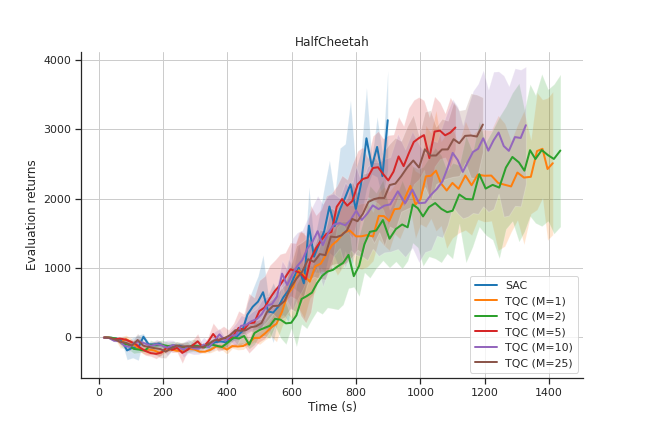 HalfCheetah
4000
3000
2000
1000
0
Evaluation returns
0
200
400
600
800
1000
1200
1400
Time (s)
SAC
TQC (M=1)
TQC (M=2)
TQC (M=5)
TQC (M=10)
TQC (M=25)